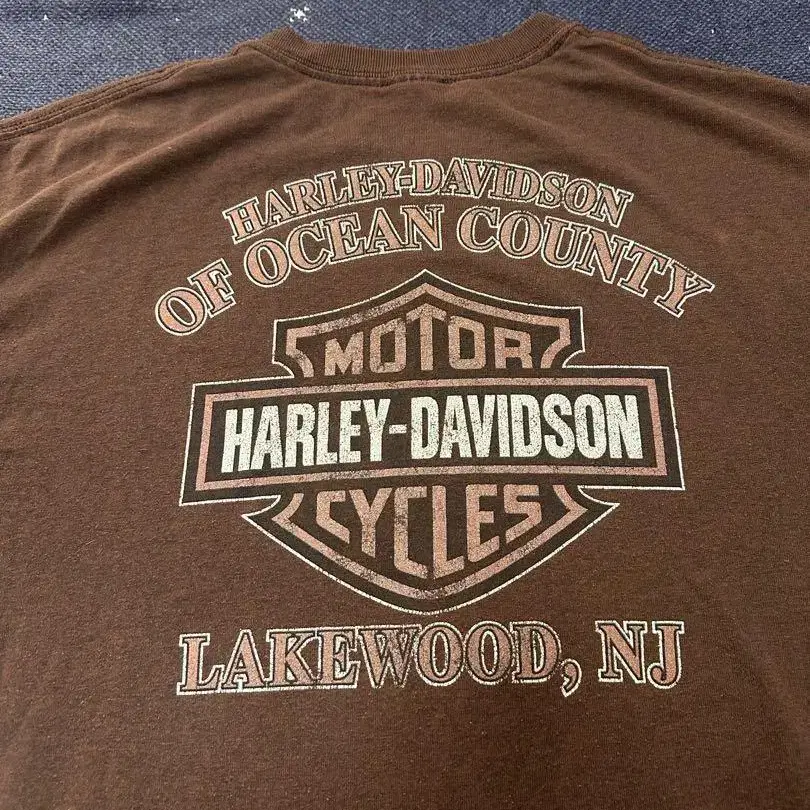 HARLEY-DAVIDSON
OF OCEAN COUNTY
MOTOR
HARLEY-DAVIDSON
CYCLES
LAKEWOOD, NJ